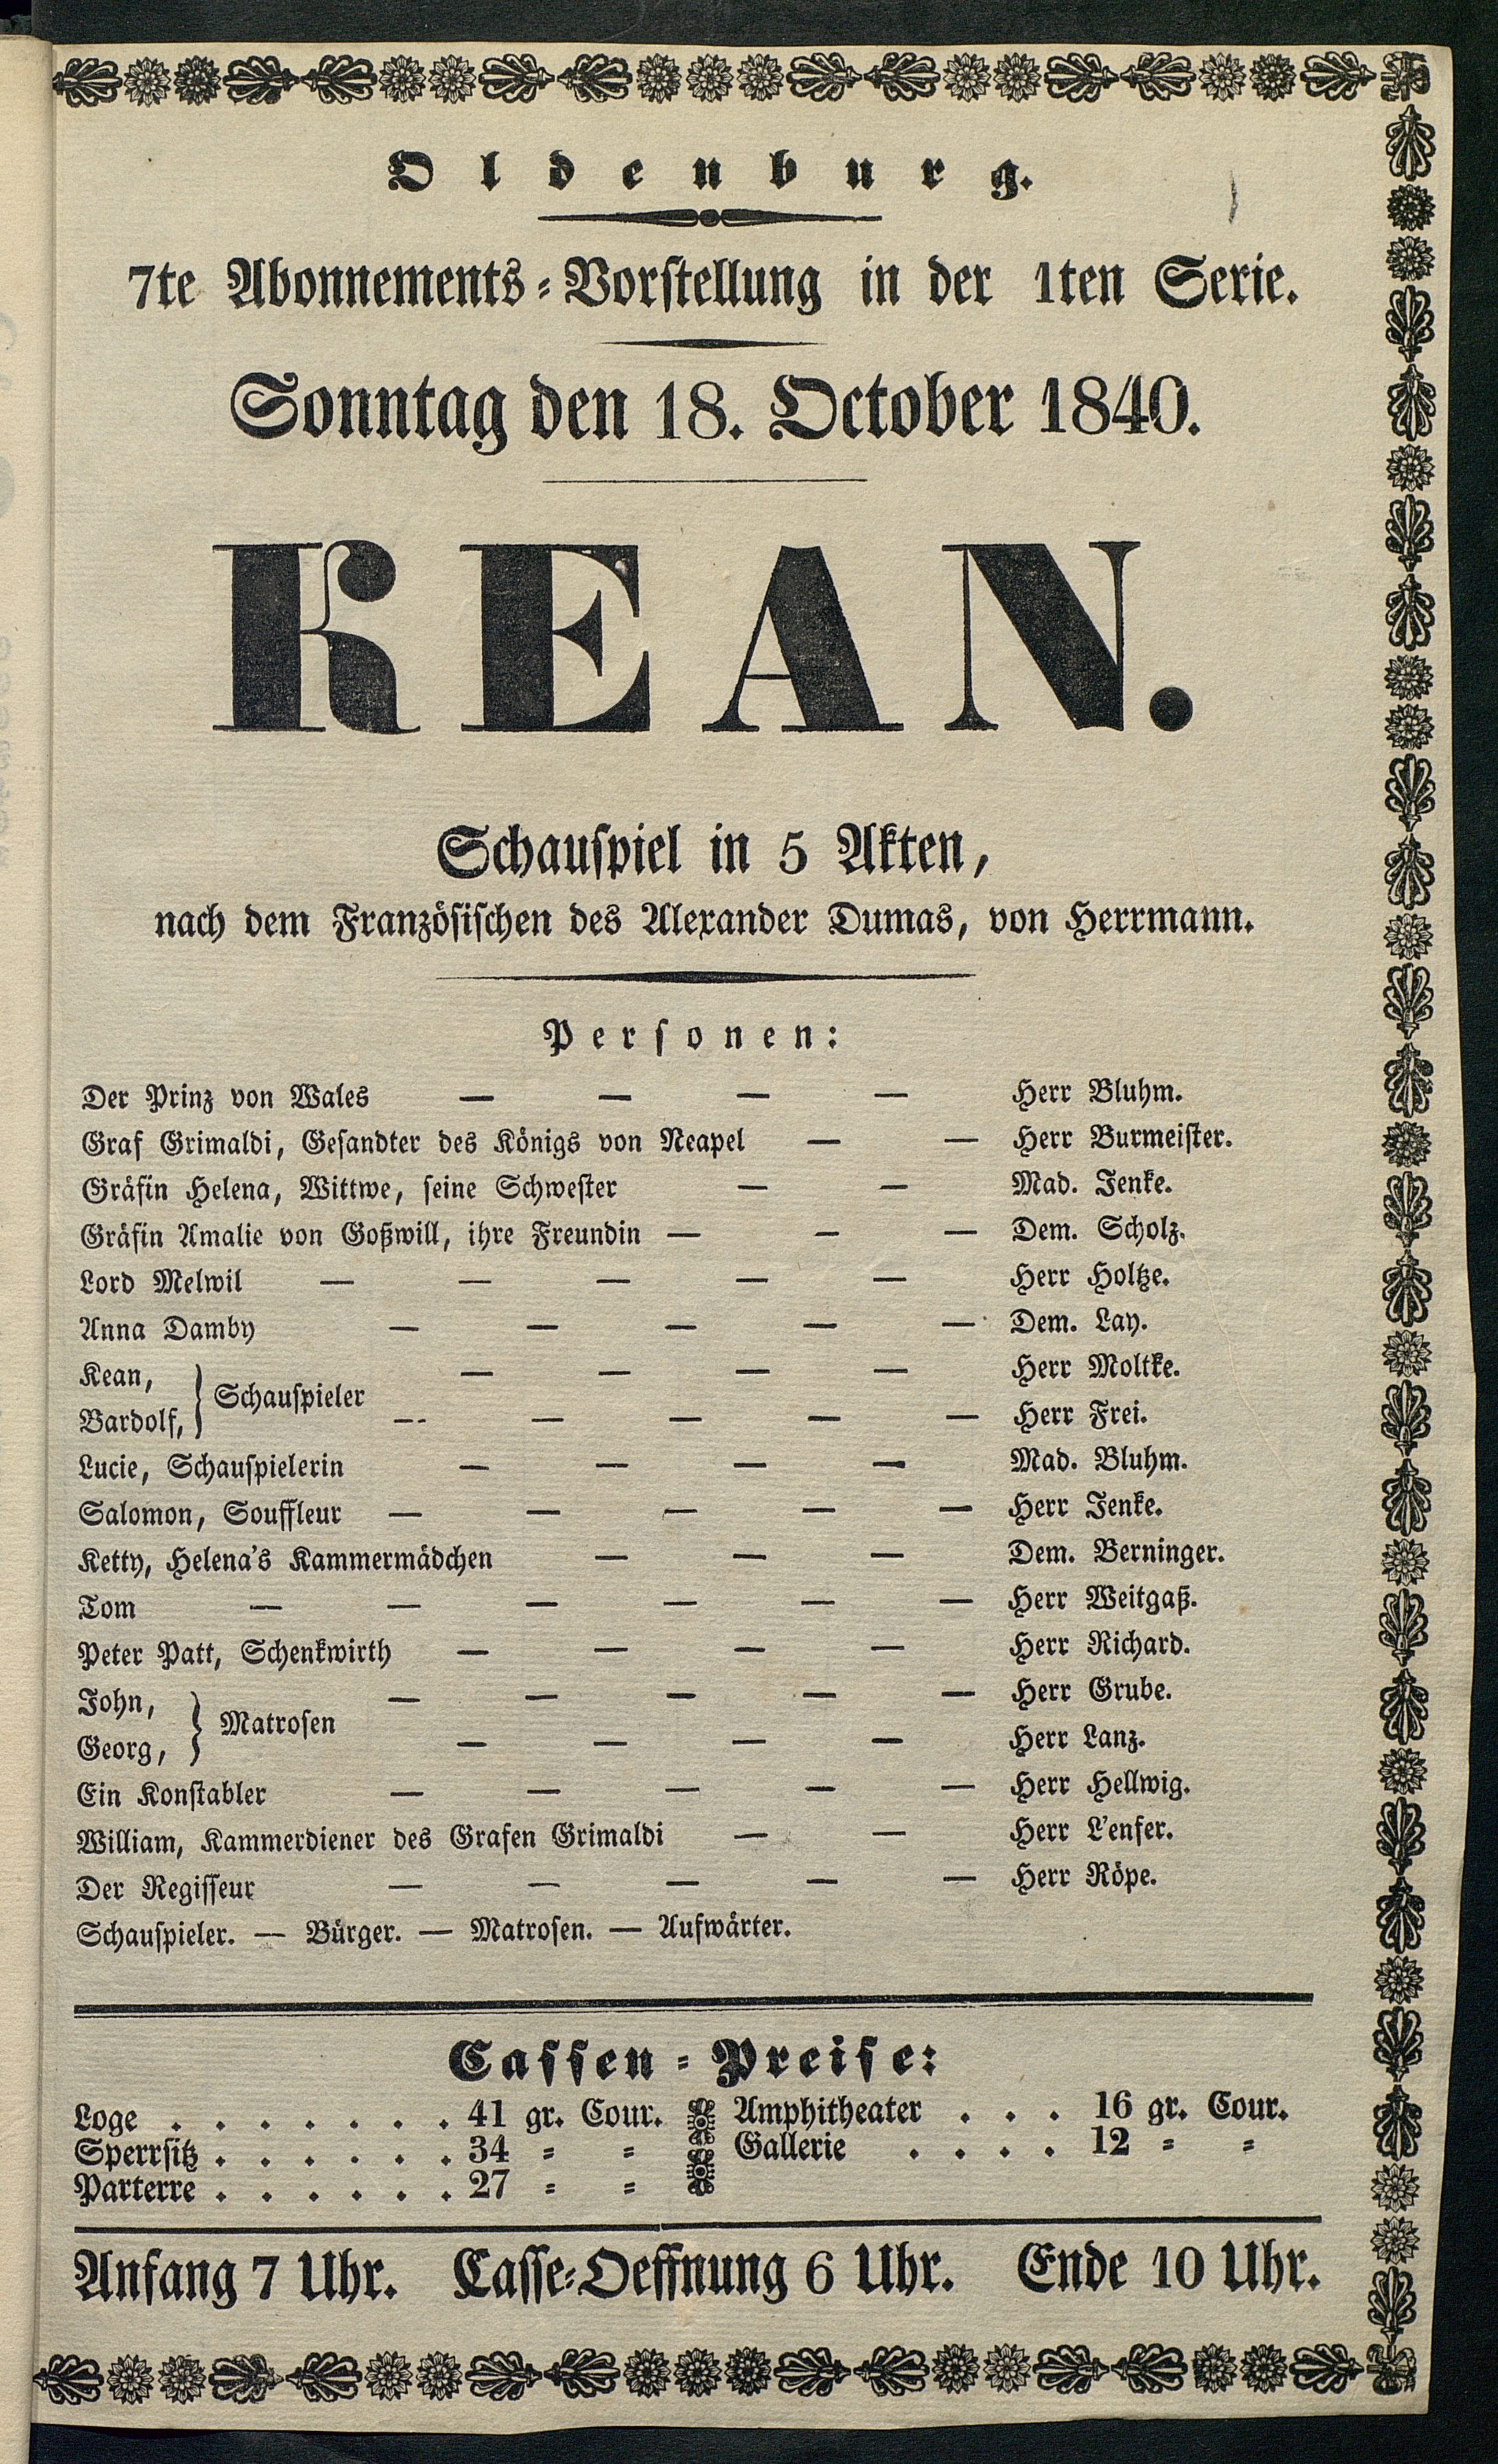 Oldenburg.
7te Abonnements=Vorstellung in der 1ten Serie.
Sonntag den 18. October 1840.
KEAN.
Schauspiel in 5 Akten,
nach dem Französischen des Alexander Dumas, von Herrmann.
Personen:
Der Prinz von Wales — — — — Herr Bluhm.
Graf Grimaldi, Gesandter des Königs von Neapel — — Herr Burmeister.
Gräfin Helena, Wittwe, seine Schwester — — Mad. Jenke.
Gräfin Amalie von Goßwill, ihre Freundin — — — Dem. Scholz.
Lord Melwil — — — — — Herr Holtze.
Anna Damby — — — — — Dem. Lay.
Kean, — — — — Herr Moltke.
} Schauspieler
Bardolf, — — — — — Herr Frei.
Lucie, Schauspielerin — — — — Mad. Bluhm.
Salomon, Souffleur — — — — — Herr Jenke.
Ketty, Helena's Kammermädchen — — — Dem. Berninger.
Tom — — — — — — Herr Weitgaß.
Peter Patt, Schenkwirth — — — — Herr Richard.
John, — — — — — Herr Grube.
} Matrosen
Georg, — — — — Herr Lanz.
Ein Konstabler — — — — — Herr Hellwig.
William, Kammerdiener des Grafen Grimaldi — — Herr L'enfer.
Der Regisseur — — — — — Herr Röpe.
Schauspieler. — Bürger. — Matrosen. — Aufwärter.
Cassen=Preise:
Loge . . . . . . . 41 gr. Cour. Amphitheater . . . 16 gr. Cour.
Sperrsitz . . . . . . 34 = = Gallerie . . . . 12 = =
Parterre . . . . . . 27 = =
Anfang 7 Uhr. Casse=Oeffnung 6 Uhr. Ende 10 Uhr.